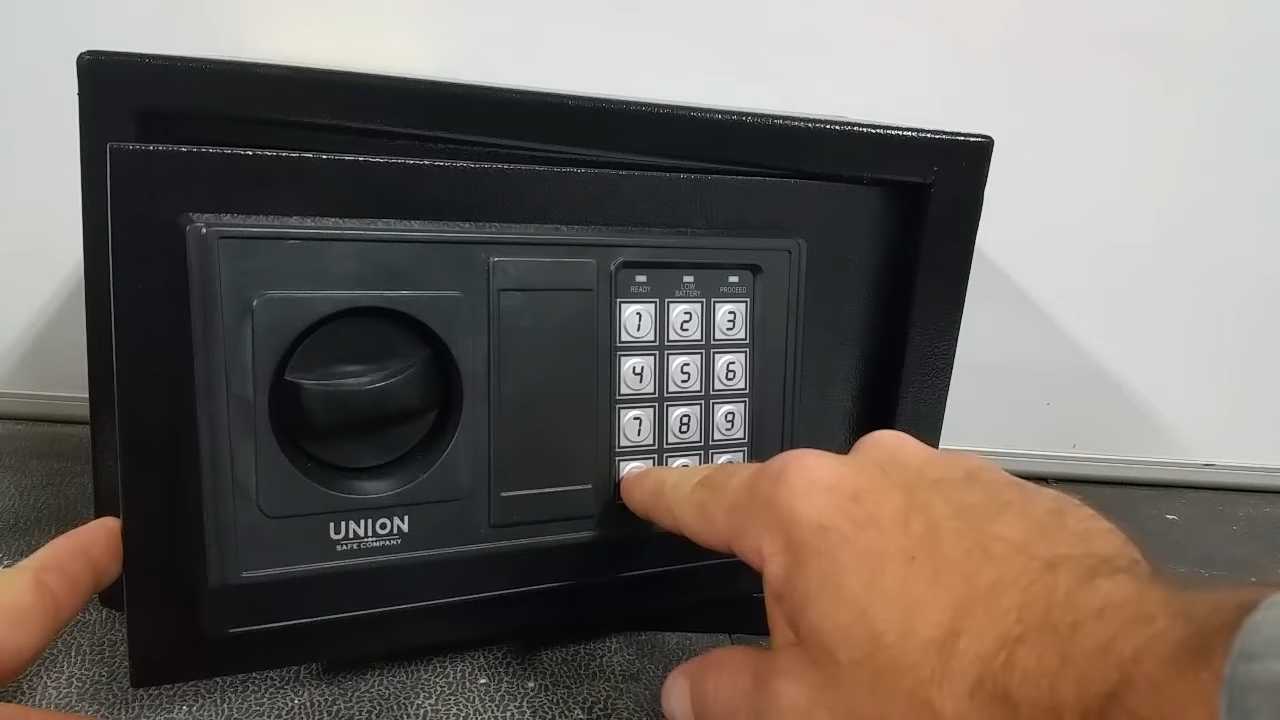 READY LOW BATTERY PROCEED
1 2 3
4 5 6
7 8 9
UNION
SAFE COMPANY